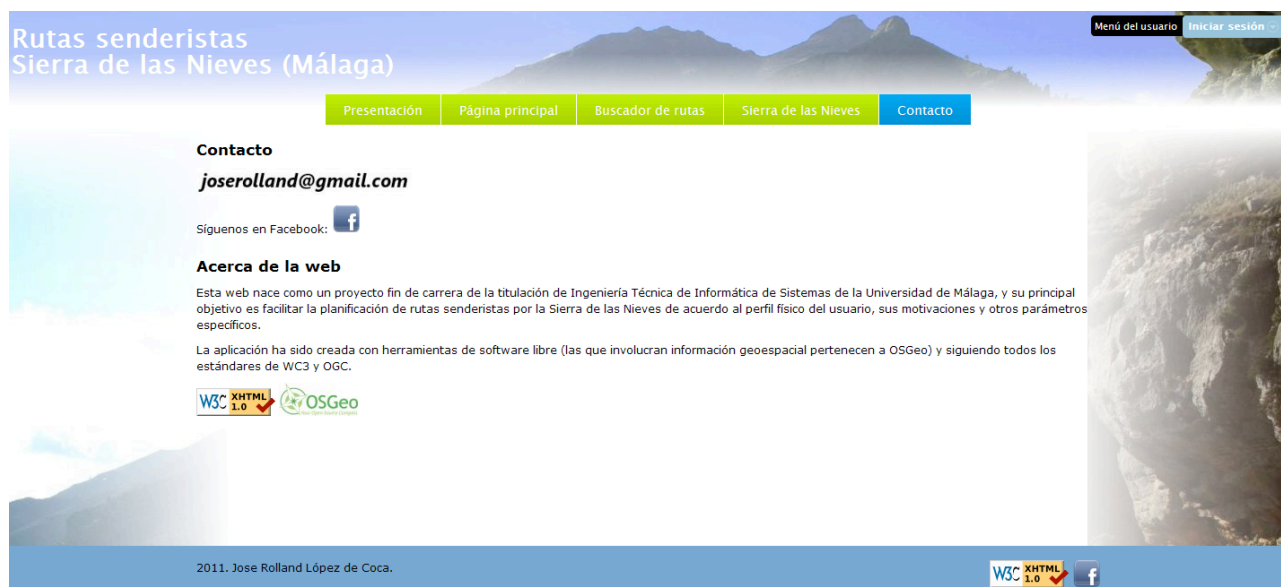 Rutas senderistas
Sierra de las Nieves (Málaga)
Menú del usuario Iniciar sesión
Presentación Página principal Buscador de rutas Sierra de las Nieves Contacto
Contacto
joserolland@gmail.com
Síguenos en Facebook: f
Acerca de la web
Esta web nace como un proyecto fin de carrera de la titulación de Ingeniería Técnica de Informática de Sistemas de la Universidad de Málaga, y su principal
objetivo es facilitar la planificación de rutas senderistas por la Sierra de las Nieves de acuerdo al perfil físico del usuario, sus motivaciones y otros parámetros
específicos.
La aplicación ha sido creada con herramientas de software libre (las que involucran información geoespacial pertenecen a OSGeo) y siguiendo todos los
estándares de WC3 y OGC.
W3C XHTML 1.0 OSGeo
2011. Jose Rolland López de Coca.
W3C XHTML 1.0 f